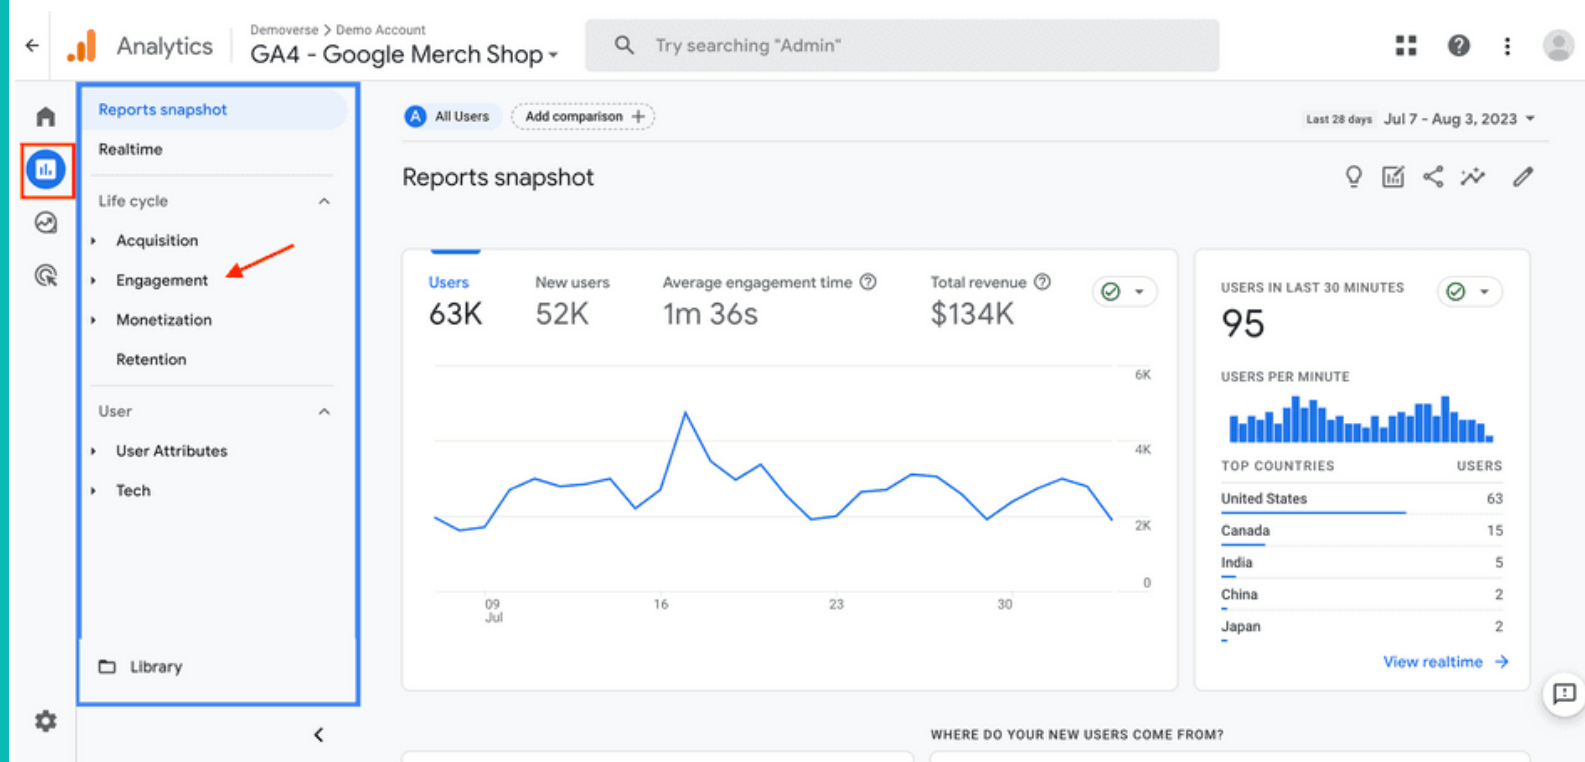 Analytics
Demoverse > Demo Account
GA4 - Google Merch Shop
Try searching "Admin"
Reports snapshot
Realtime
Life cycle
Acquisition
Engagement
Monetization
Retention
User
User Attributes
Tech
Library
A All Users
Add comparison +
Last 28 days Jul 7 - Aug 3, 2023
Reports snapshot
Users
63K
New users
52K
Average engagement time
1m 36s
Total revenue
$134K
6K
4K
2K
0
09
Jul
16
23
30
USERS IN LAST 30 MINUTES
95
USERS PER MINUTE
TOP COUNTRIES USERS
United States 63
Canada 15
India 5
China 2
Japan 2
View realtime
WHERE DO YOUR NEW USERS COME FROM?